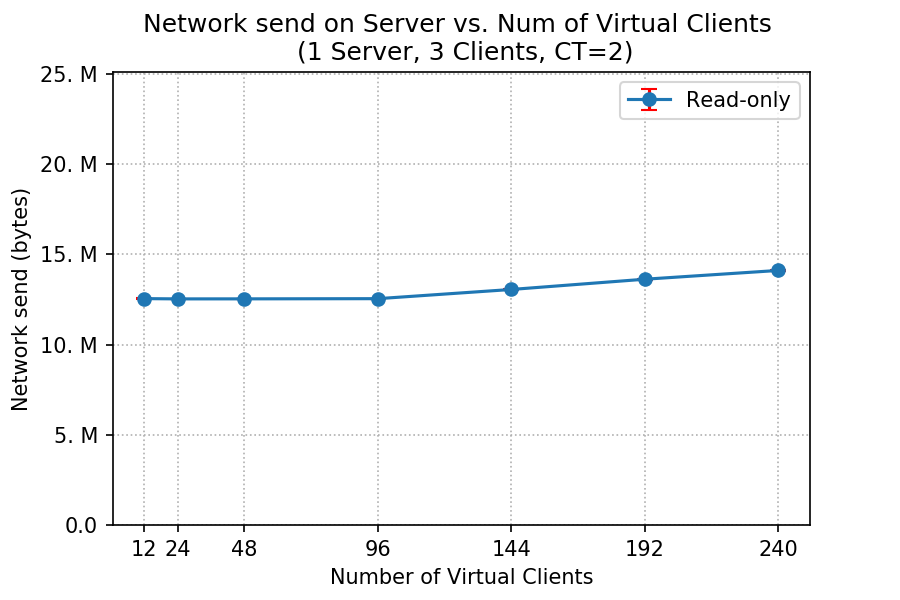 Network send on Server vs. Num of Virtual Clients
(1 Server, 3 Clients, CT=2)
Read-only
Network send (bytes)
25. M
20. M
15. M
10. M
5. M
0.0
12 24 48 96 144 192 240
Number of Virtual Clients